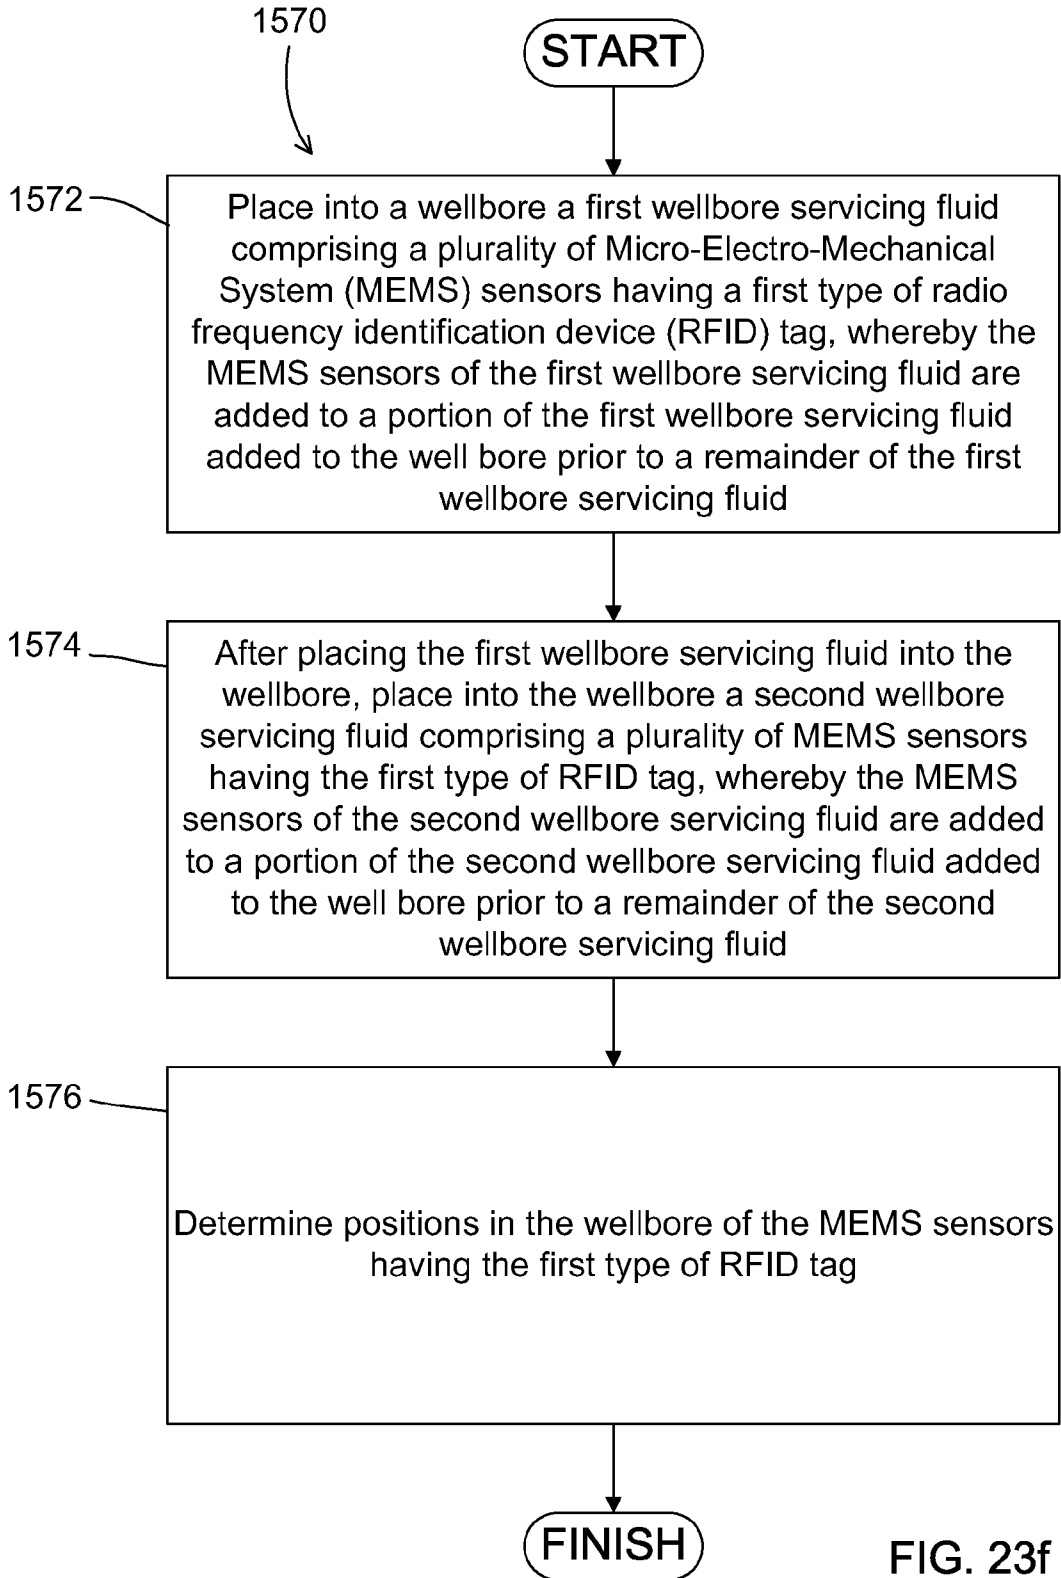 1570
START
1572
Place into a wellbore a first wellbore servicing fluid
comprising a plurality of Micro-Electro-Mechanical
System (MEMS) sensors having a first type of radio
frequency identification device (RFID) tag, whereby the
MEMS sensors of the first wellbore servicing fluid are
added to a portion of the first wellbore servicing fluid
added to the well bore prior to a remainder of the first
wellbore servicing fluid
1574
After placing the first wellbore servicing fluid into the
wellbore, place into the wellbore a second wellbore
servicing fluid comprising a plurality of MEMS sensors
having the first type of RFID tag, whereby the MEMS
sensors of the second wellbore servicing fluid are added
to a portion of the second wellbore servicing fluid added
to the well bore prior to a remainder of the second
wellbore servicing fluid
1576
Determine positions in the wellbore of the MEMS sensors
having the first type of RFID tag
FINISH
FIG. 23f